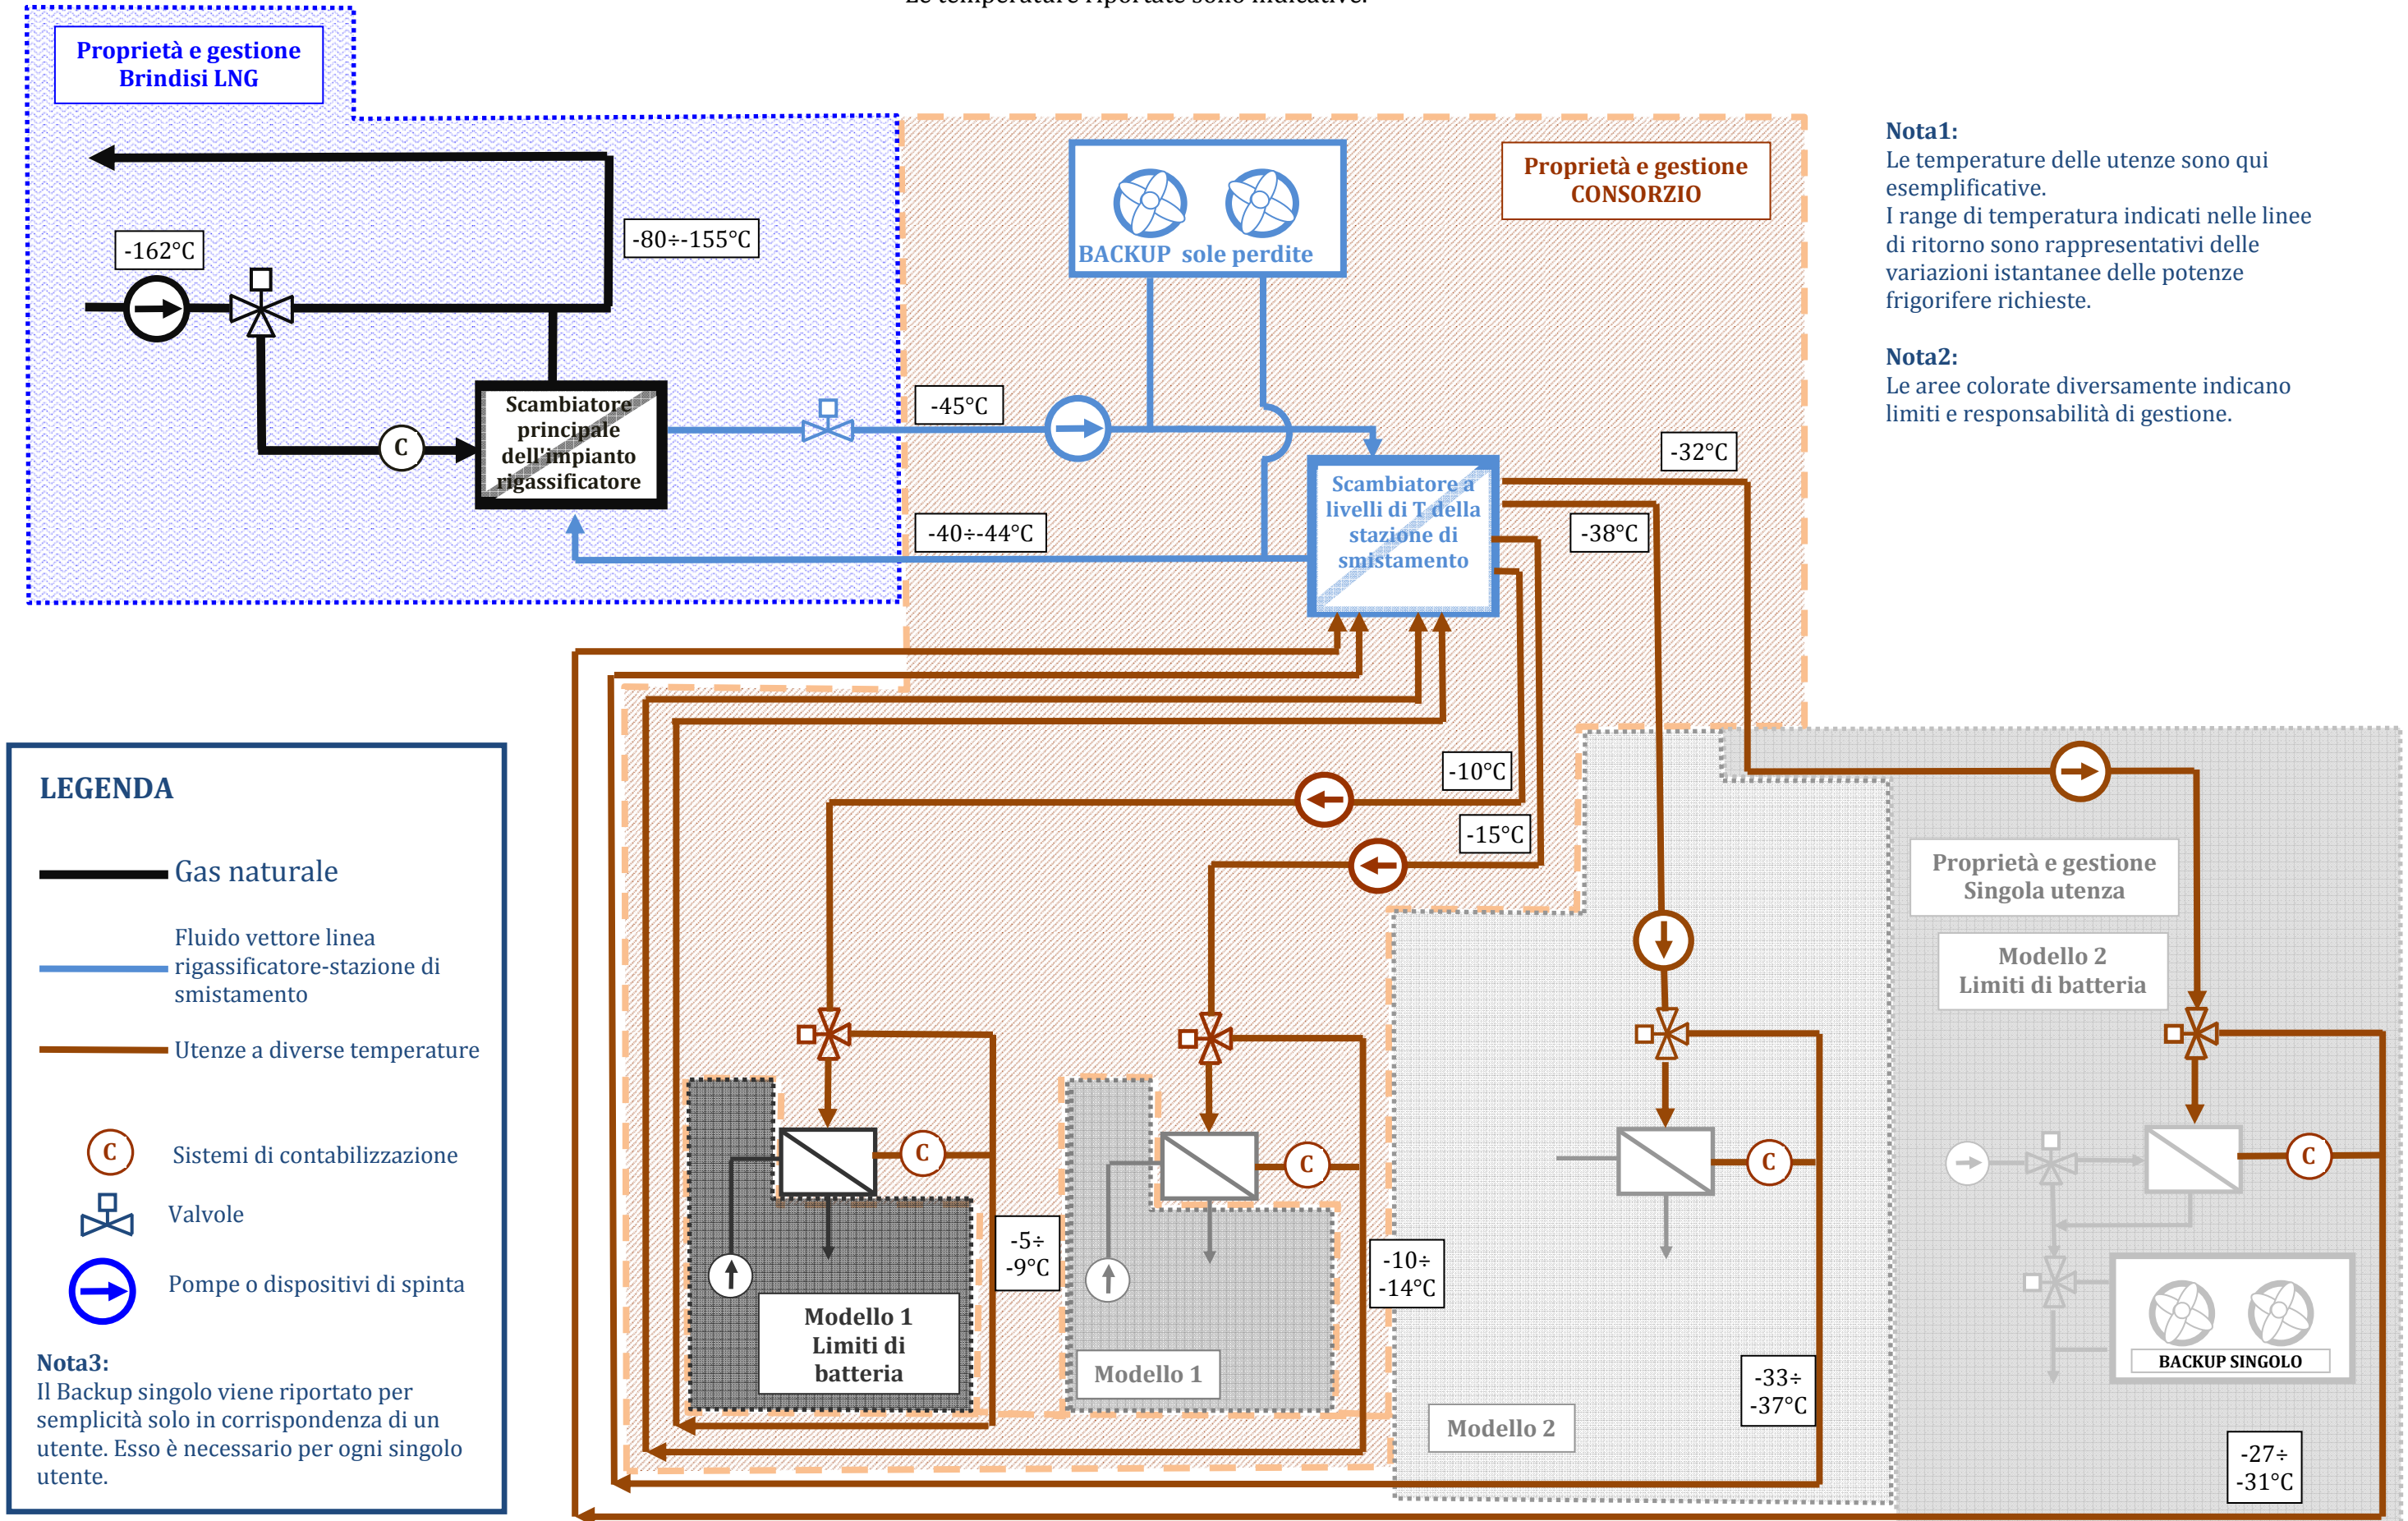 Le temperature riportate sono indicative.
Proprietà e gestione
Brindisi LNG
-162°C
-80÷-155°C
Scambiatore
principale
dell'impianto
rigassificatore
C
-45°C
-40÷-44°C
BACKUP sole perdite
Proprietà e gestione
CONSORZIO
Scambiatore a
livelli di T della
stazione di
smistamento
-32°C
-38°C
-10°C
-15°C
Nota1:
Le temperature delle utenze sono qui
esemplificative.
I range di temperatura indicati nelle linee
di ritorno sono rappresentativi delle
variazioni istantanee delle potenze
frigorifere richieste.
Nota2:
Le aree colorate diversamente indicano
limiti e responsabilità di gestione.
LEGENDA
Gas naturale
Fluido vettore linea
rigassificatore-stazione di
smistamento
Utenze a diverse temperature
C
Sistemi di contabilizzazione
Valvole
Pompe o dispositivi di spinta
Nota3:
Il Backup singolo viene riportato per
semplicità solo in corrispondenza di un
utente. Esso è necessario per ogni singolo
utente.
C
-5÷
-9°C
Modello 1
Limiti di
batteria
C
-10÷
-14°C
Modello 1
C
-33÷
-37°C
Modello 2
Proprietà e gestione
Singola utenza
Modello 2
Limiti di batteria
C
BACKUP SINGOLO
-27÷
-31°C